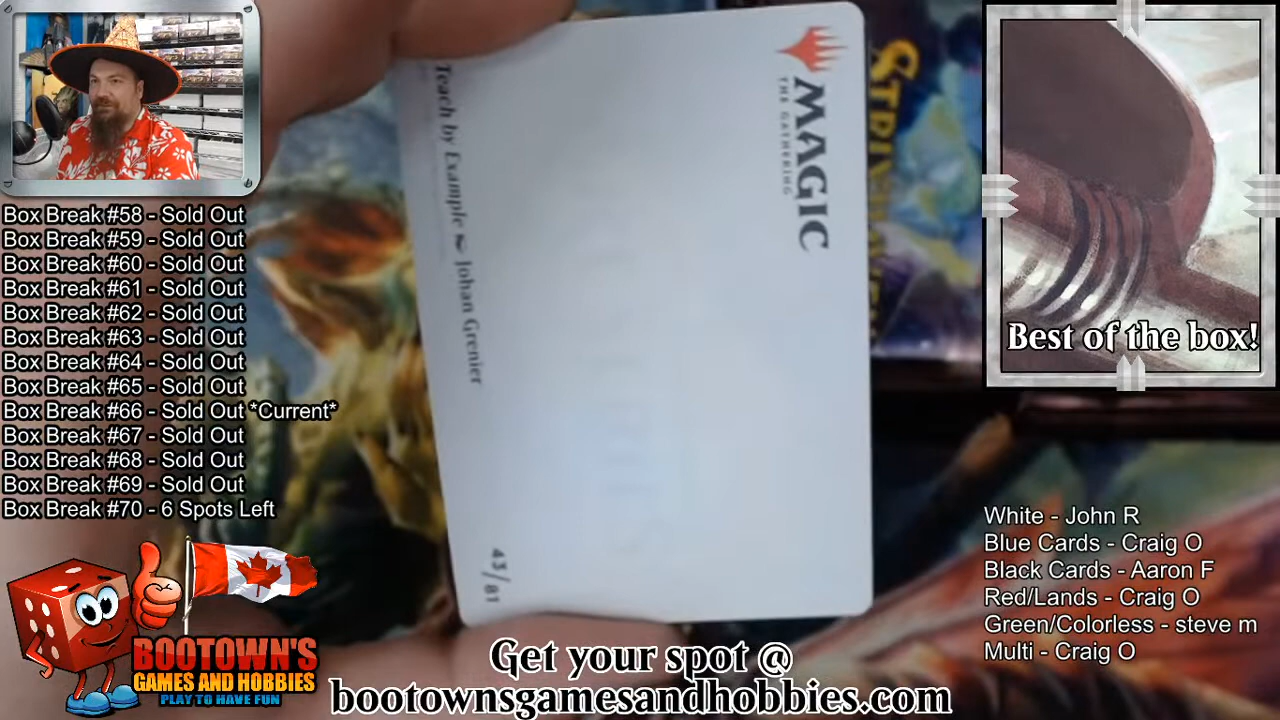 Box Break #58 - Sold Out
Box Break #59 - Sold Out
Box Break #60 - Sold Out
Box Break #61 - Sold Out
Box Break #62 - Sold Out
Box Break #63 - Sold Out
Box Break #64 - Sold Out
Box Break #65 - Sold Out
Box Break #66 - Sold Out *Current*
Box Break #67 - Sold Out
Box Break #68 - Sold Out
Box Break #69 - Sold Out
Box Break #70 - 6 Spots Left
BOOTOWN'S
GAMES AND HOBBIES
PLAY TO HAVE FUN
MAGIC
THE GATHERING
Teach by Example ~ Johan Grenier
43/81
STRIXHAVEN
Best of the box!
White - John R
Blue Cards - Craig O
Black Cards - Aaron F
Red/Lands - Craig O
Green/Colorless - steve m
Multi - Craig O
Get your spot @
bootownsgamesandhobbies.com